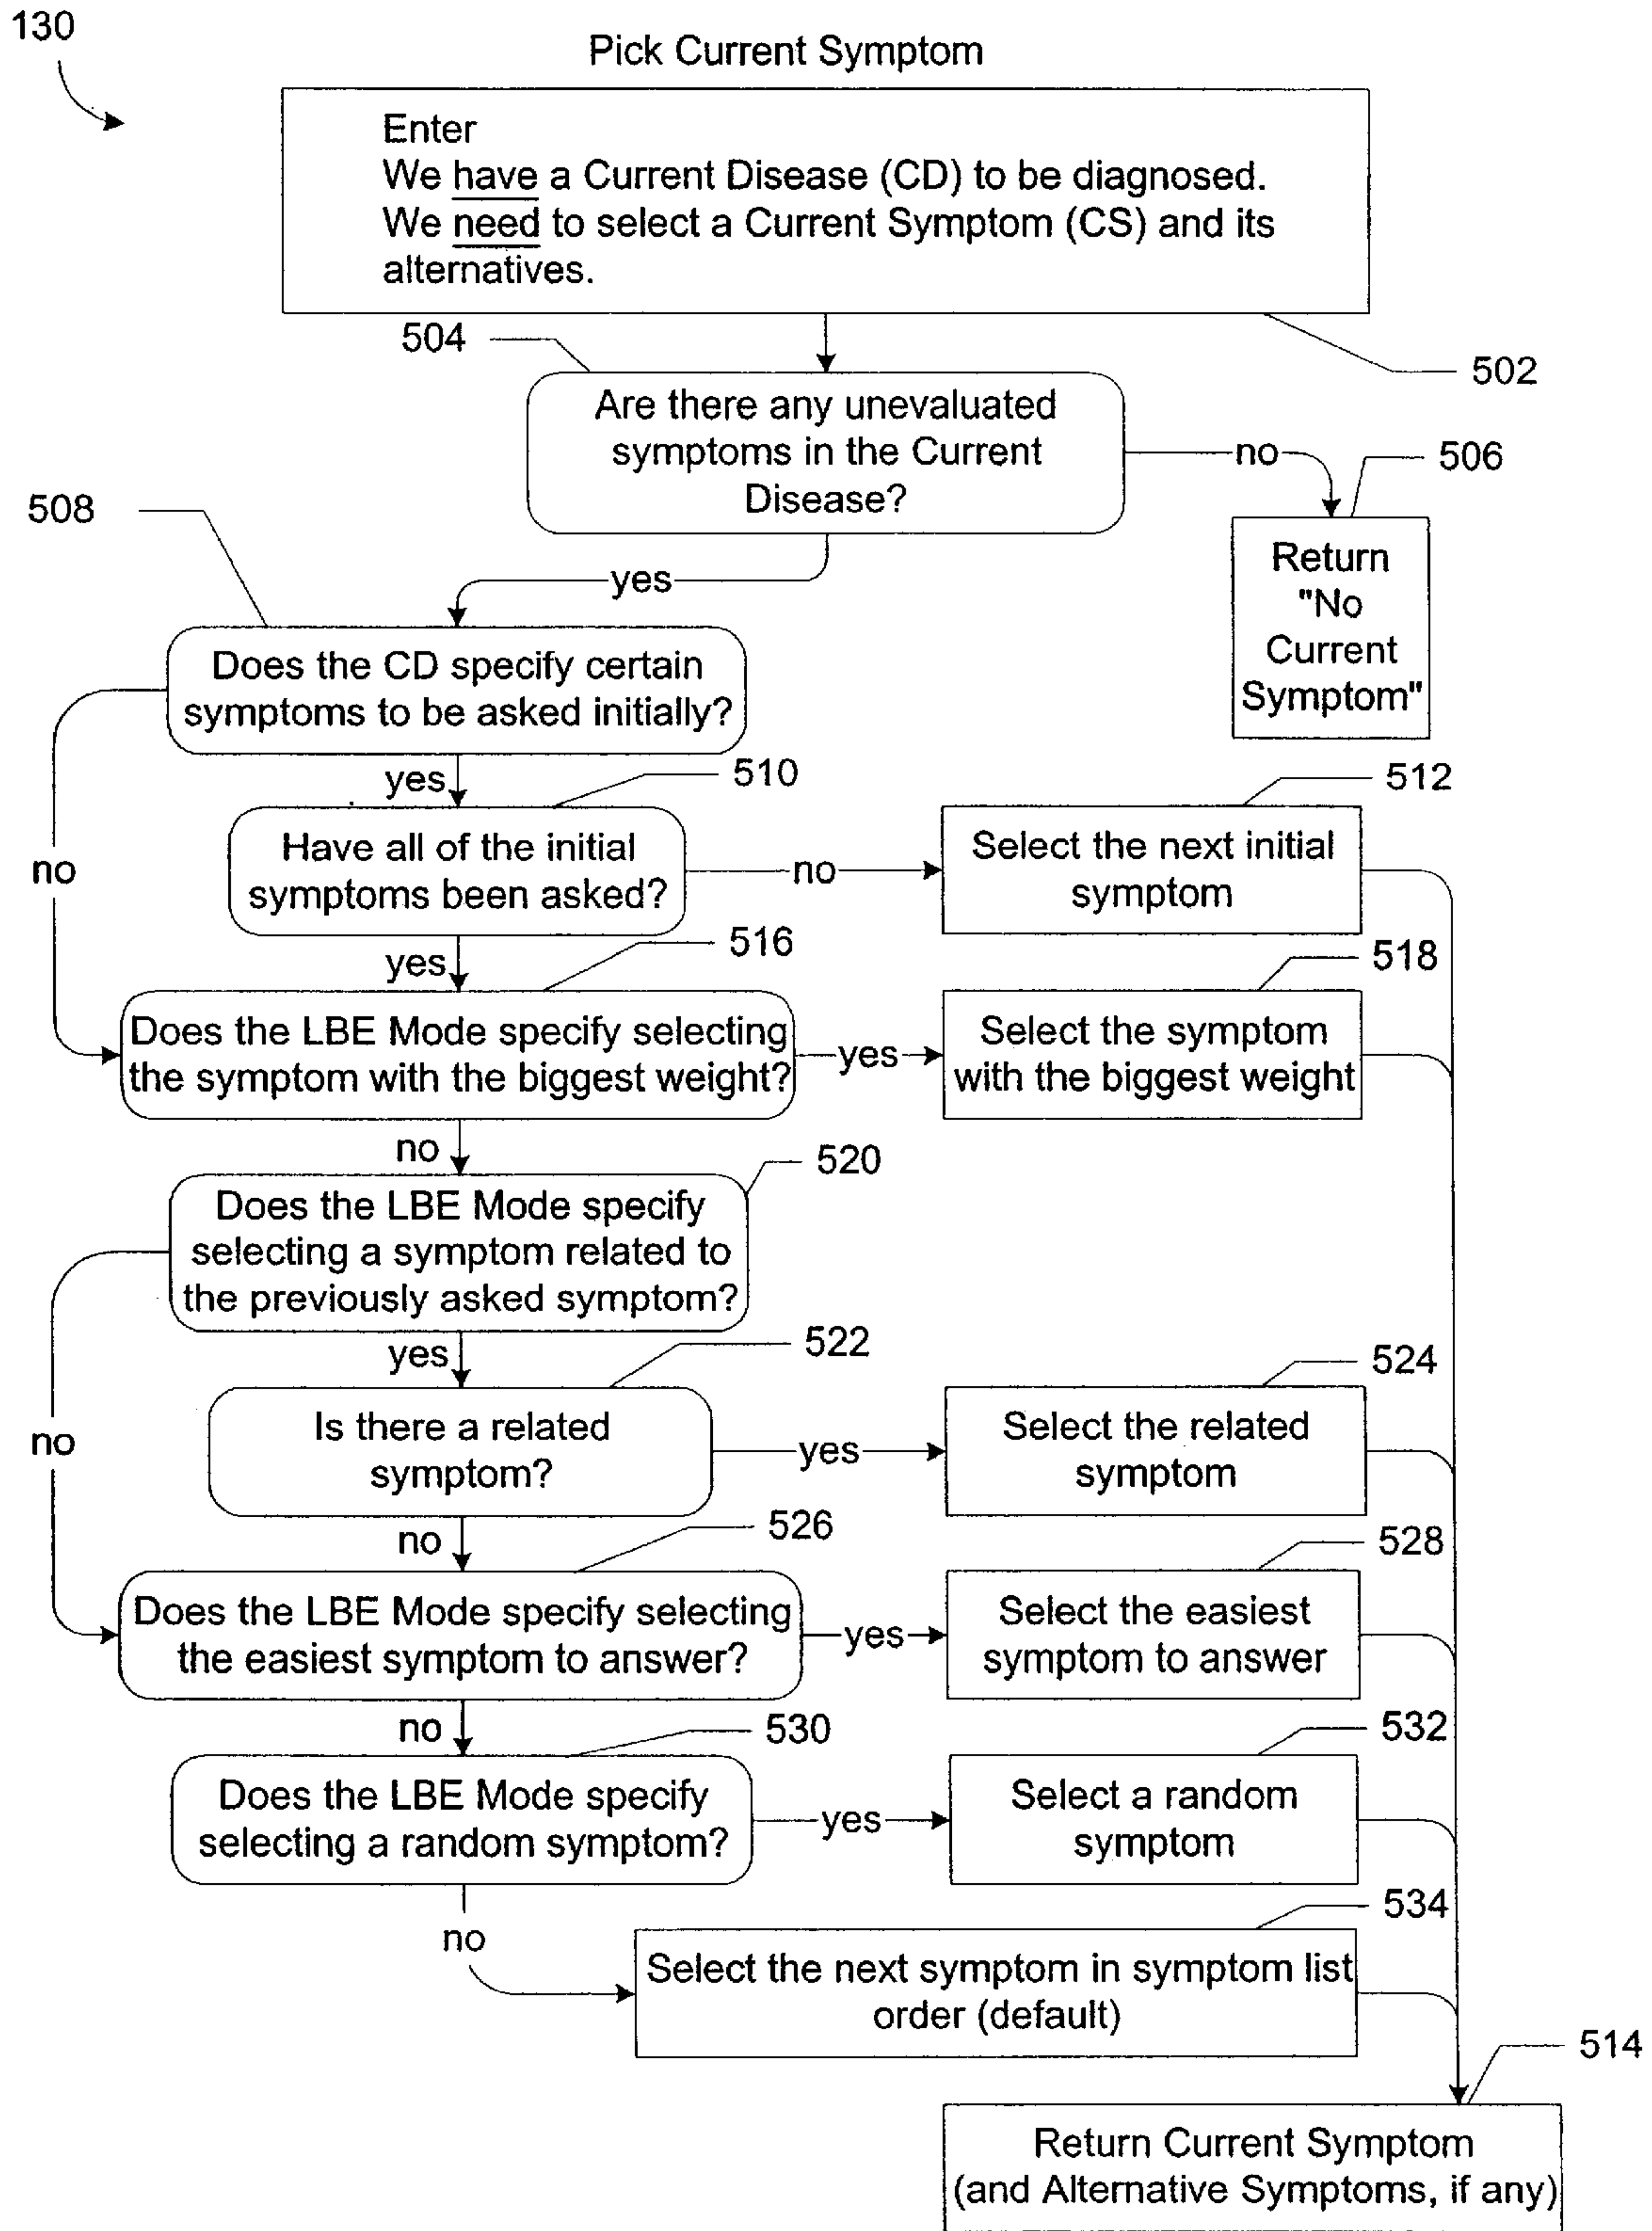 130
Pick Current Symptom
Enter
We have a Current Disease (CD) to be diagnosed.
We need to select a Current Symptom (CS) and its
alternatives.
504
502
Are there any unevaluated
symptoms in the Current
Disease?
no
506
508
yes
Return
"No
Current
Symptom"
Does the CD specify certain
symptoms to be asked initially?
yes
510
512
no
Have all of the initial
symptoms been asked?
no
Select the next initial
symptom
yes
516
518
Does the LBE Mode specify selecting
the symptom with the biggest weight?
yes
Select the symptom
with the biggest weight
no
520
Does the LBE Mode specify
selecting a symptom related to
the previously asked symptom?
yes
522
524
no
Is there a related
symptom?
yes
Select the related
symptom
no
526
528
Does the LBE Mode specify selecting
the easiest symptom to answer?
yes
Select the easiest
symptom to answer
no
530
532
Does the LBE Mode specify
selecting a random symptom?
yes
Select a random
symptom
534
no
Select the next symptom in symptom list
order (default)
514
Return Current Symptom
(and Alternative Symptoms, if any)